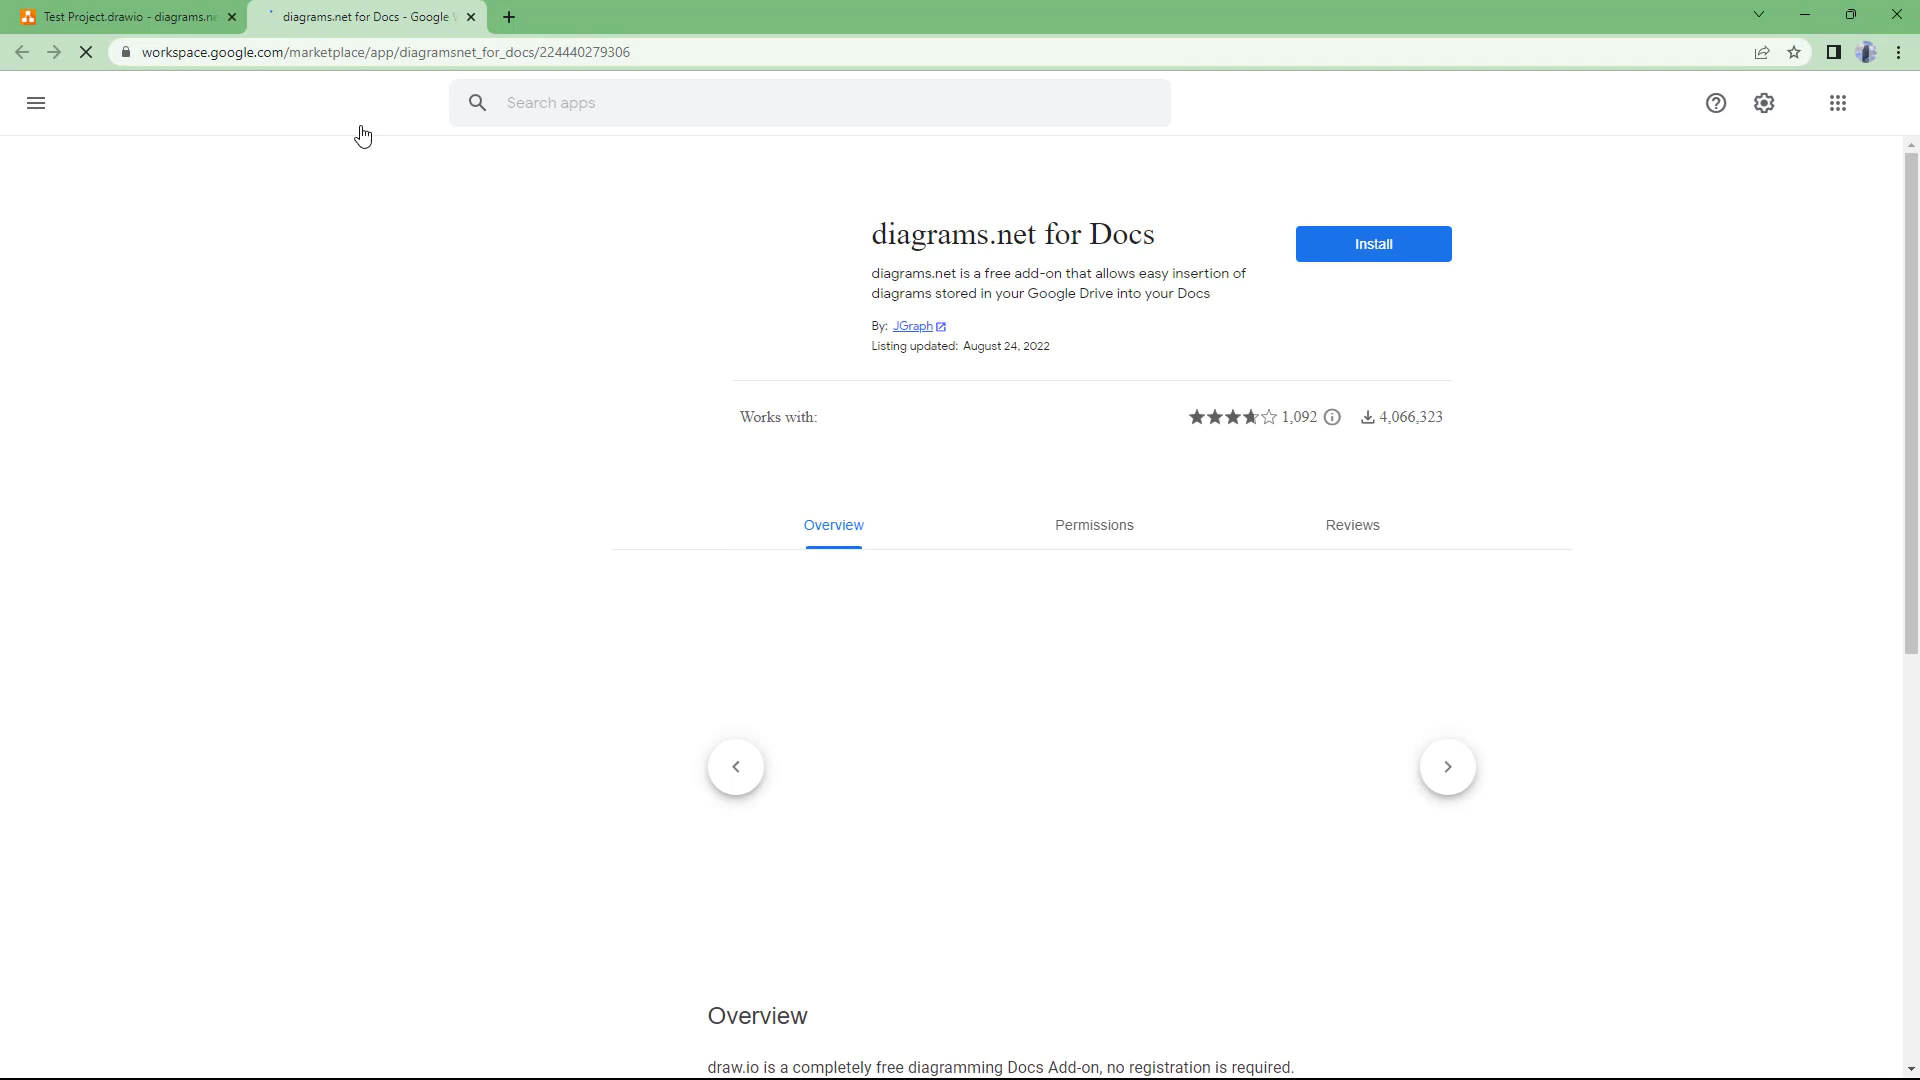 Test Project.drawio - diagrams.ne
diagrams.net for Docs - Google
workspace.google.com/marketplace/app/diagramsnet_for_docs/224440279306
Search apps
diagrams.net for Docs
Install
diagrams.net is a free add-on that allows easy insertion of
diagrams stored in your Google Drive into your Docs
By: JGraph
Listing updated: August 24, 2022
Works with:
1,092
4,066,323
Overview
Permissions
Reviews
Overview
draw.io is a completely free diagramming Docs Add-on, no registration is required.